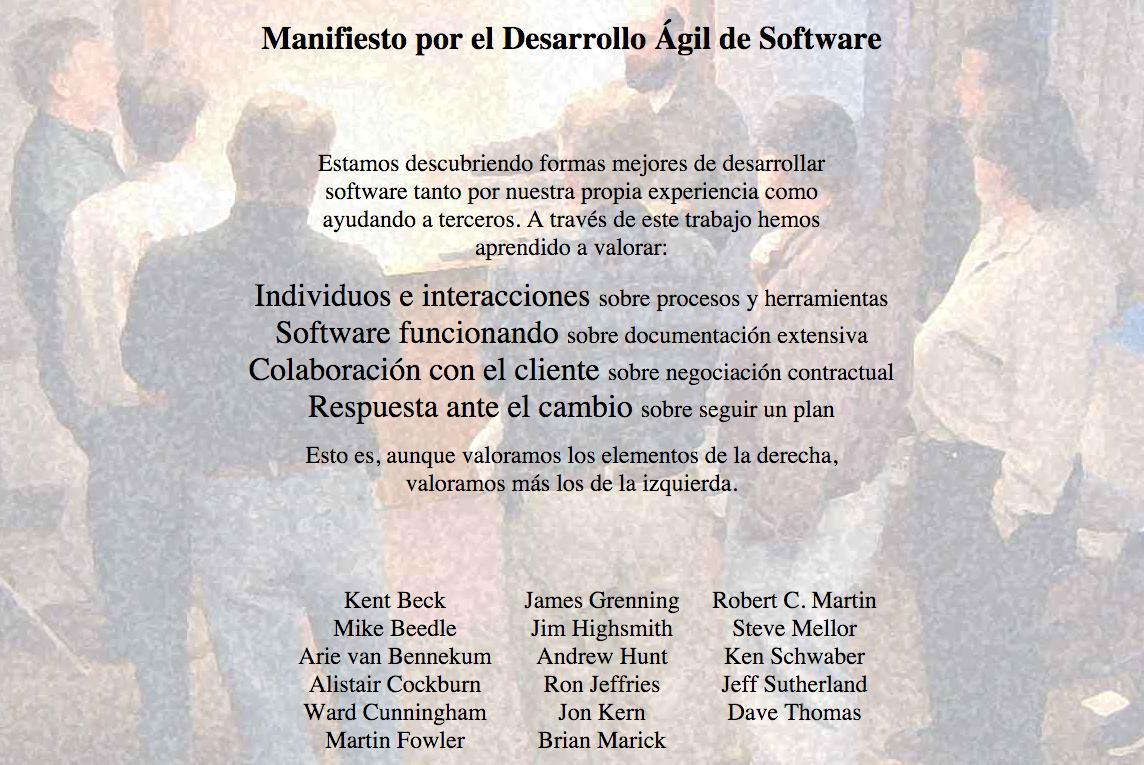 Manifiesto por el Desarrollo Ágil de Software
Estamos descubriendo formas mejores de desarrollar
software tanto por nuestra propia experiencia como
ayudando a terceros. A través de este trabajo hemos
aprendido a valorar:
Individuos e interacciones sobre procesos y herramientas
Software funcionando sobre documentación extensiva
Colaboración con el cliente sobre negociación contractual
Respuesta ante el cambio sobre seguir un plan
Esto es, aunque valoramos los elementos de la derecha,
valoramos más los de la izquierda.
Kent Beck
Mike Beedle
Arie van Bennekum
Alistair Cockburn
Ward Cunningham
Martin Fowler
James Grenning
Jim Highsmith
Andrew Hunt
Ron Jeffries
Jon Kern
Brian Marick
Robert C. Martin
Steve Mellor
Ken Schwaber
Jeff Sutherland
Dave Thomas